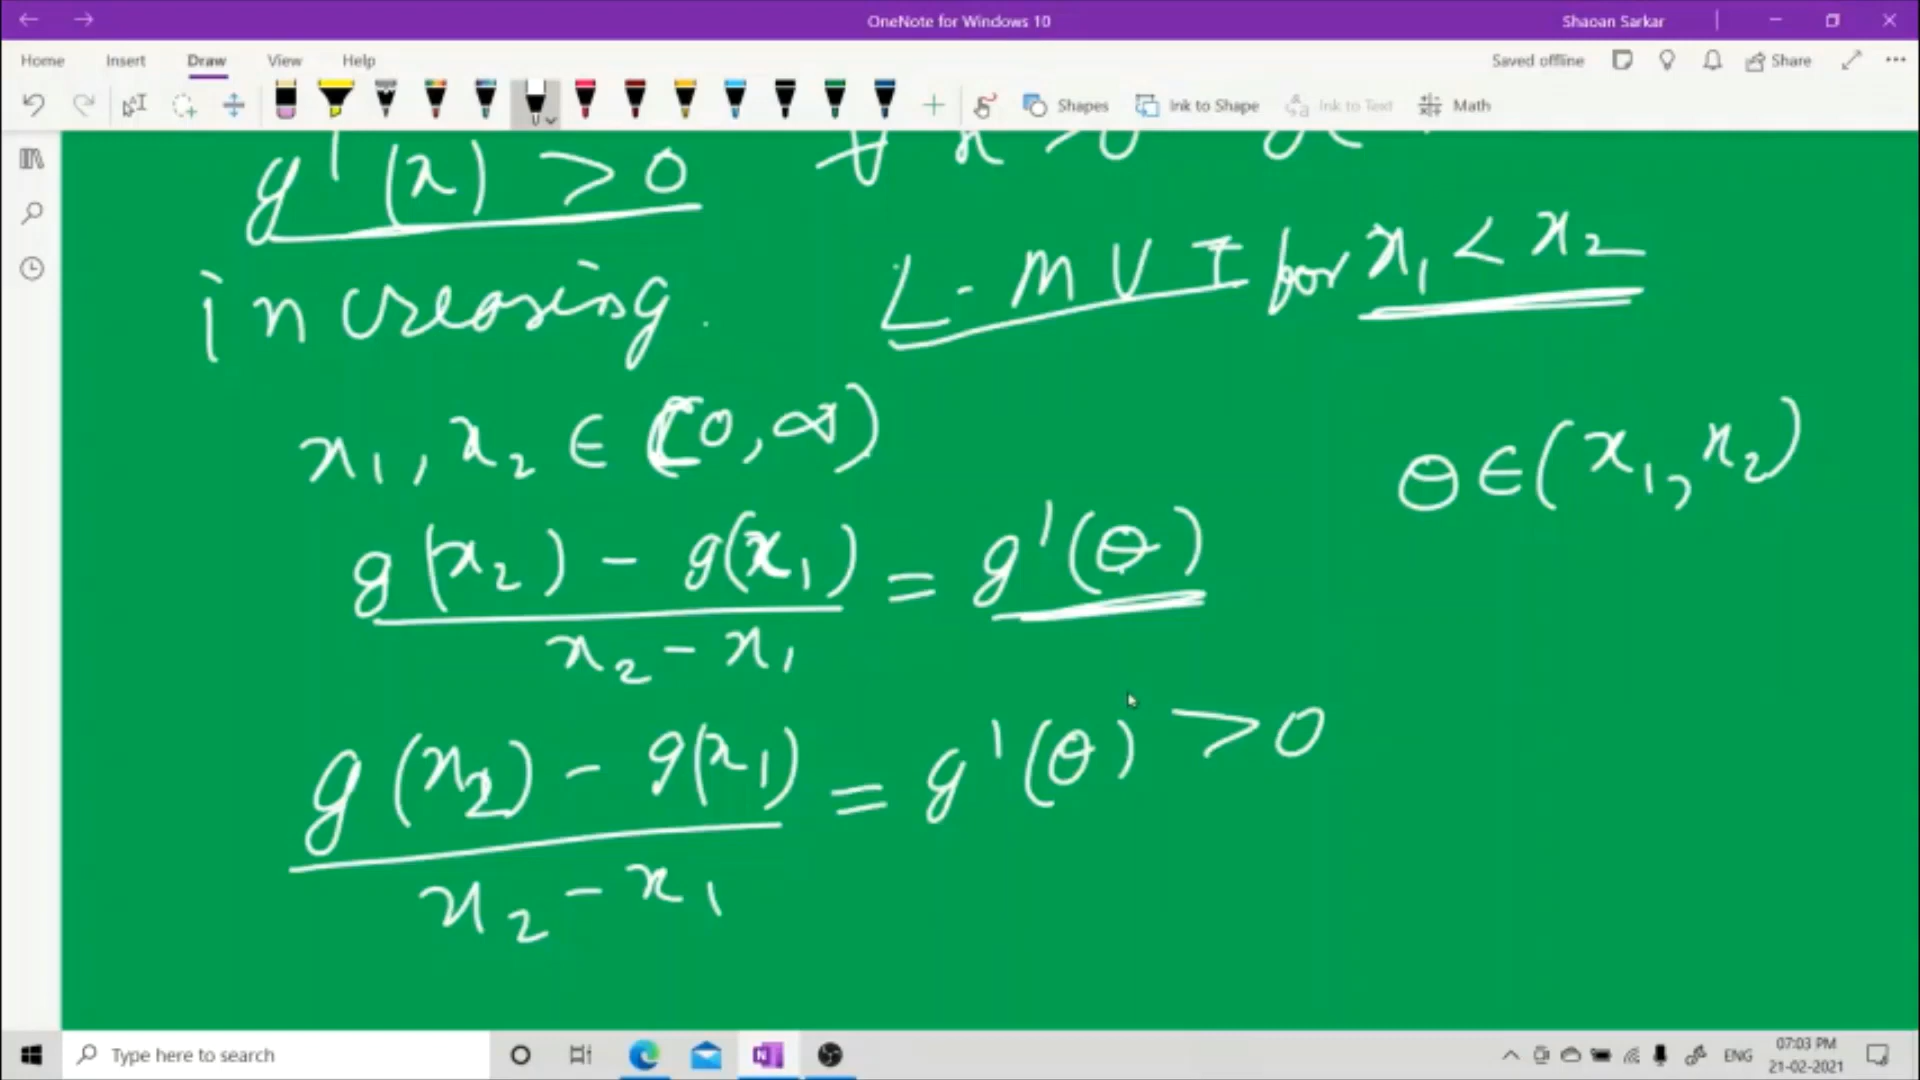 OneNote for Windows 10
Shaoan Sarkar
Home Insert Draw View Help
Saved offline
Share
Shapes
Ink to Shape
Ink to Text
Math
g'(x) > 0 ∀ x > 0
increasing. L-MVT for x₁ < x₂
x₁, x₂ ∈ [0, ∞)
θ ∈ (x₁, x₂)
g(x₂) - g(x₁) = g'(θ)
x₂ - x₁
g(x₂) - g(x₁) = g'(θ) > 0
x₂ - x₁
Type here to search
ENG
07:03 PM
21-02-2021